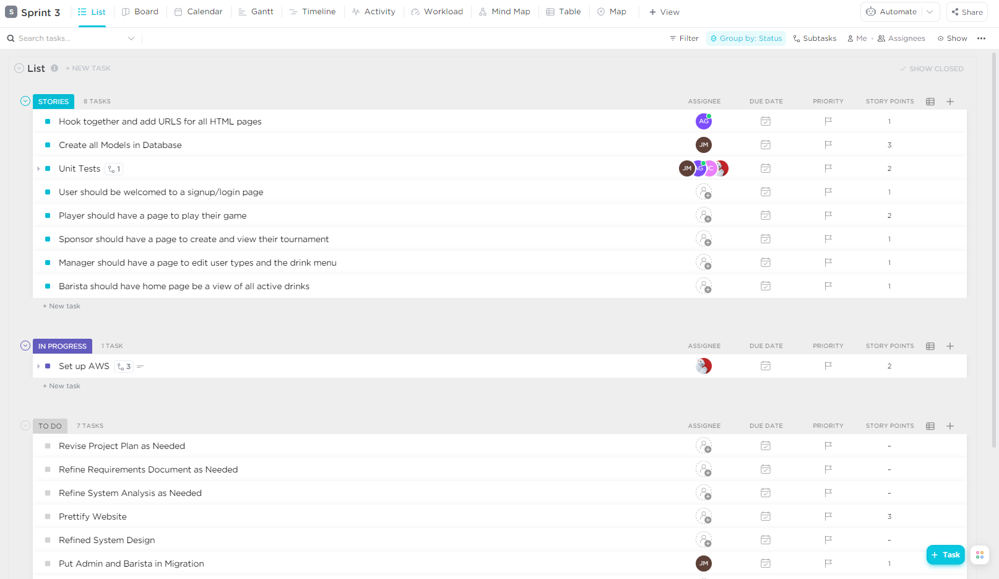 S Sprint 3 List Board Calendar Gantt Timeline Activity Workload Mind Map Table Map + View Automate Share
Search tasks... Filter Group by: Status Subtasks Me • Assignees Show •••
List + NEW TASK SHOW CLOSED
STORIES 8 TASKS ASSIGNEE DUE DATE PRIORITY STORY POINTS
Hook together and add URLS for all HTML pages AG 1
Create all Models in Database JM 3
Unit Tests 1 JM AG 2
User should be welcomed to a signup/login page 1
Player should have a page to play their game 2
Sponsor should have a page to create and view their tournament 1
Manager should have a page to edit user types and the drink menu 1
Barista should have home page be a view of all active drinks 1
+ New task
IN PROGRESS 1 TASK ASSIGNEE DUE DATE PRIORITY STORY POINTS
Set up AWS 3 2
+ New task
TO DO 7 TASKS ASSIGNEE DUE DATE PRIORITY STORY POINTS
Revise Project Plan as Needed –
Refine Requirements Document as Needed –
Refine System Analysis as Needed –
Prettify Website 3
Refined System Design –
+ Task
Put Admin and Barista in Migration JM 1